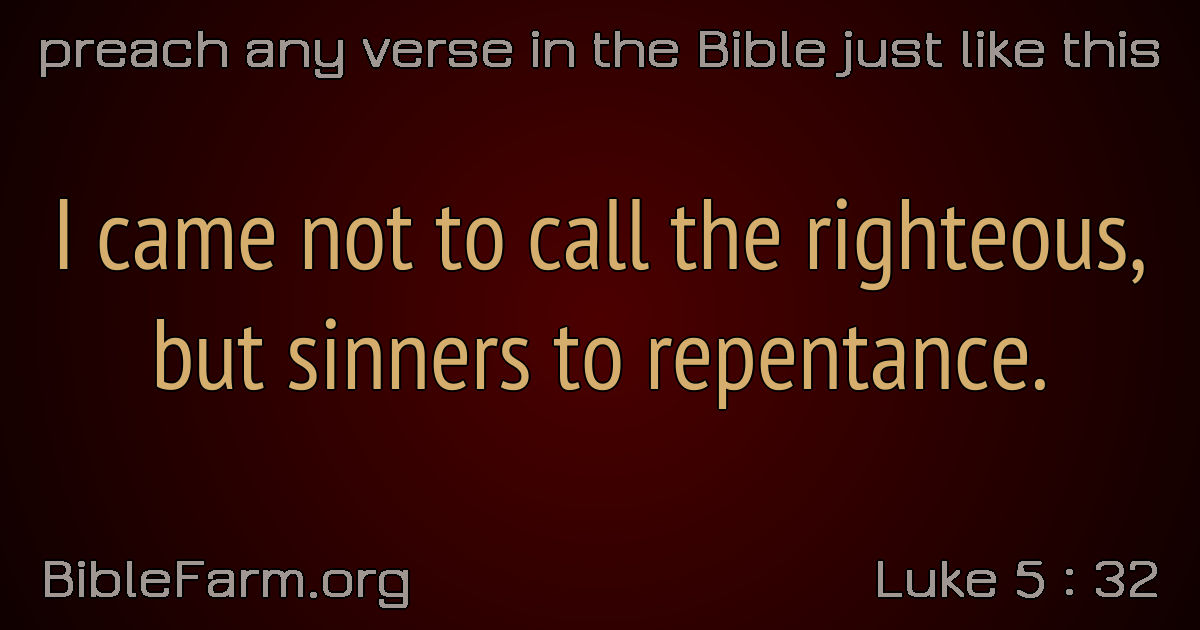 preach any verse in the Bible just like this
I came not to call the righteous,
but sinners to repentance.
BibleFarm.org
Luke 5 : 32